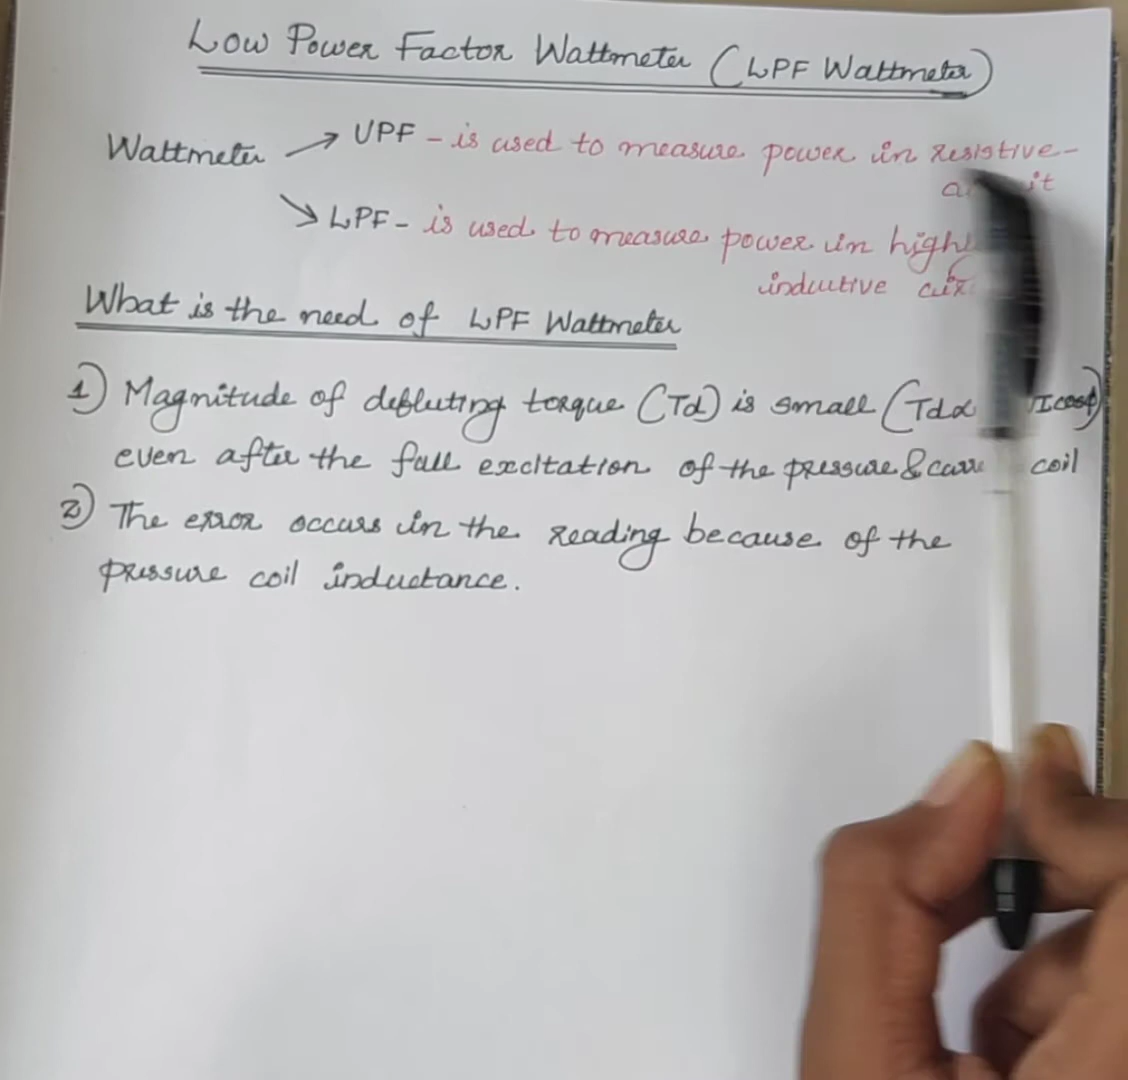 Low Power Factor Wattmeter (LPF Wattmeter)
Wattmeter → UPF - is used to measure power in resistive-
it
↘ LPF - is used to measure power in high
inductive
What is the need of LPF Wattmeter
1) Magnitude of deflecting torque (Td) is small (Td∝ VIcosϕ)
even after the full excitation of the pressure & coil
2) The error occurs in the reading because of the
pressure coil inductance.